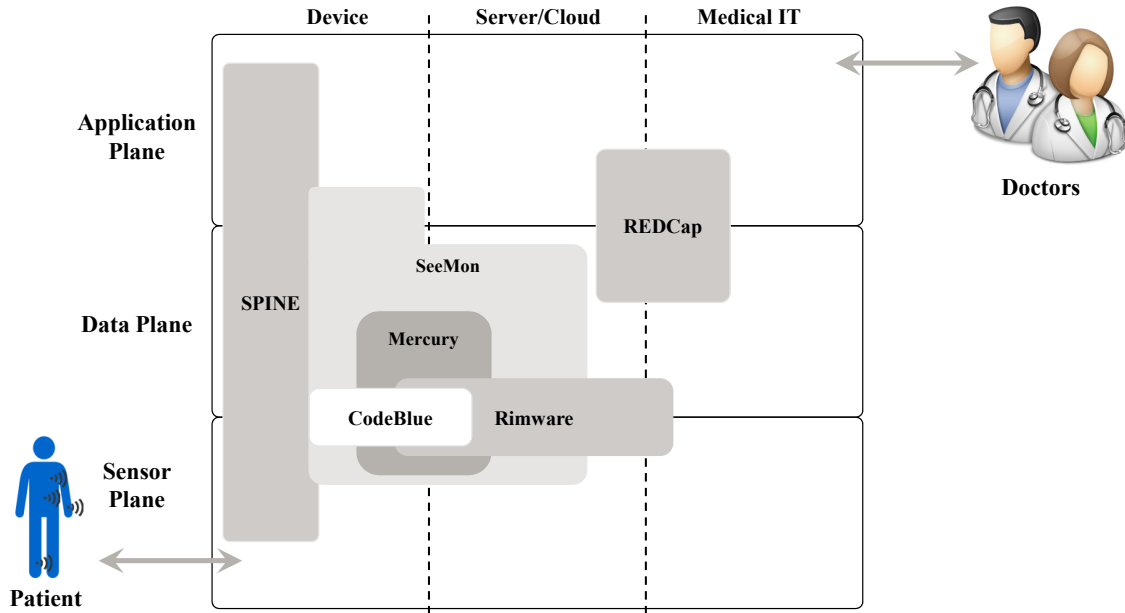 Device
Server/Cloud
Medical IT
Application
Plane
Doctors
REDCap
SeeMon
SPINE
Data Plane
Mercury
CodeBlue
Rimware
Sensor
Plane
Patient